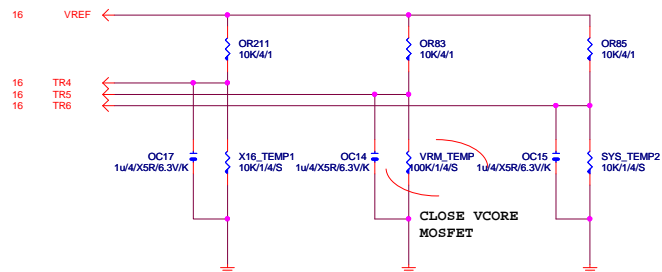 16 VREF
OR211
10K/4/1
OR83
10K/4/1
OR85
10K/4/1
16 TR4
16 TR5
16 TR6
OC17
1u/4/X5R/6.3V/K
X16_TEMP1
10K/1/4/S
OC14
1u/4/X5R/6.3V/K
VRM_TEMP
100K/1/4/S
OC15
1u/4/X5R/6.3V/K
SYS_TEMP2
10K/1/4/S
CLOSE VCORE
MOSFET